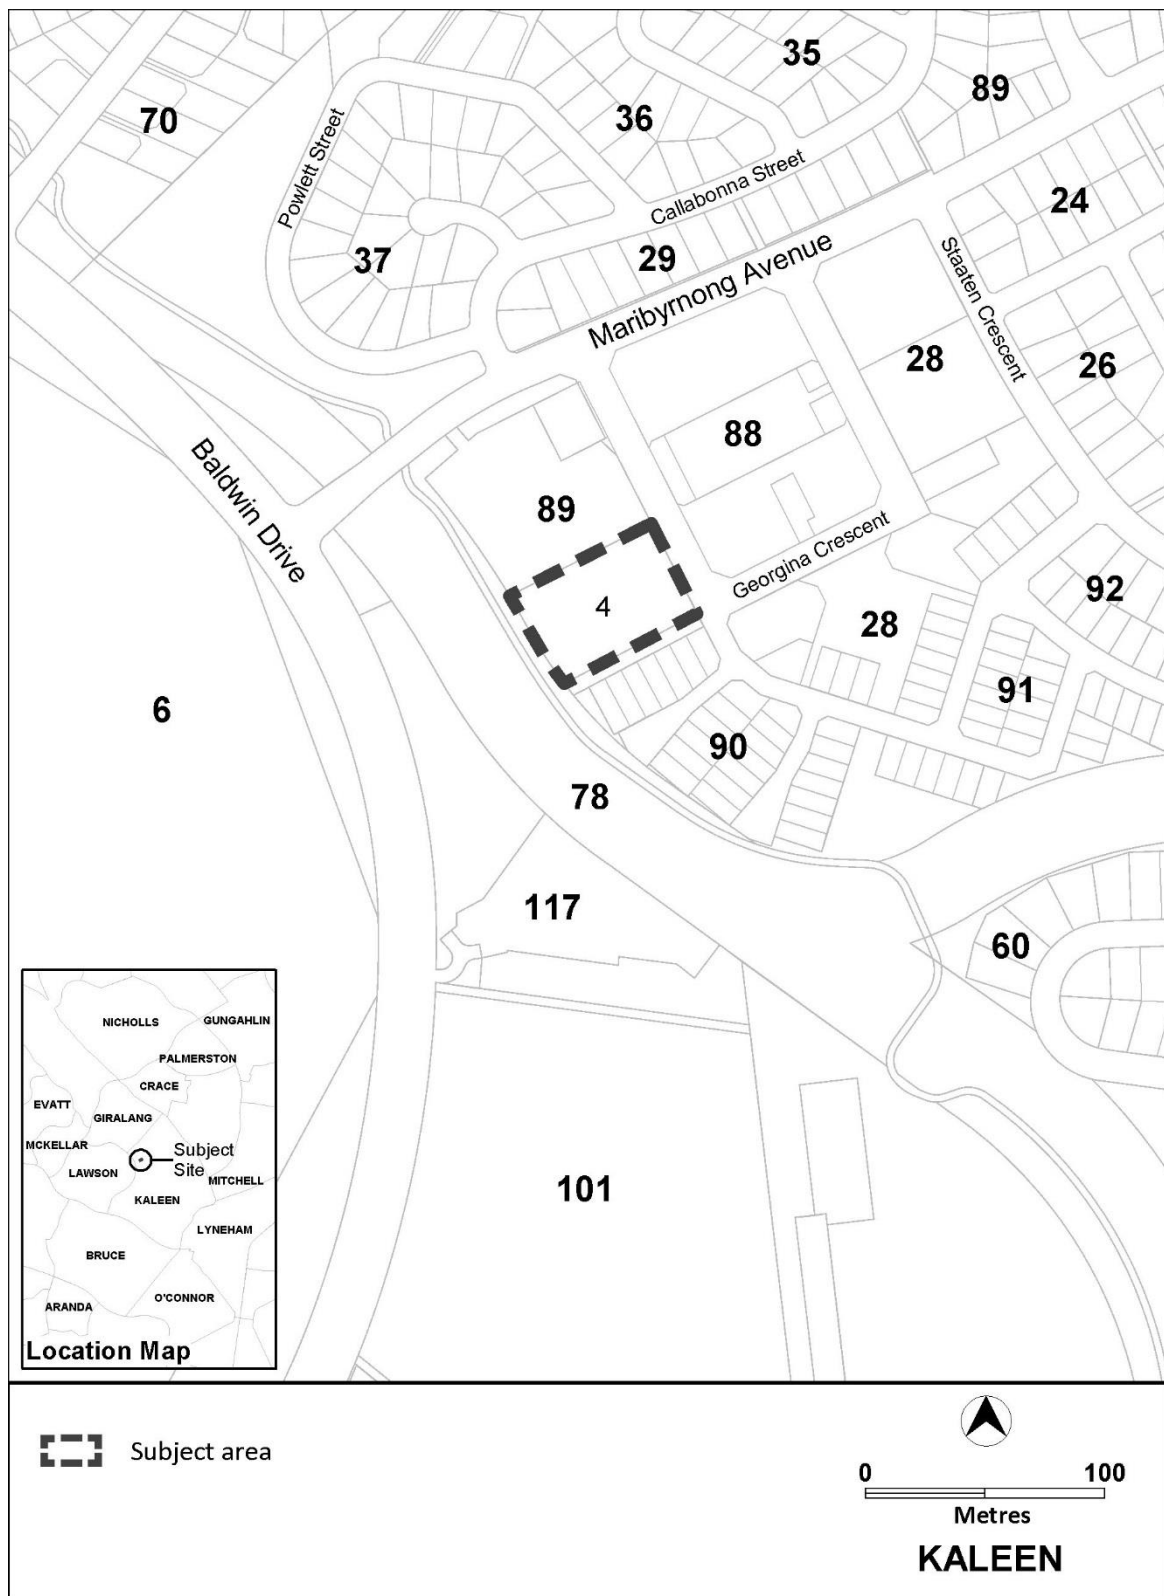 35
89
70
36
Powlett Street
Callabonna Street
24
37
29
Maribyrnong Avenue
Staaten Crescent
28
26
88
Baldwin Drive
89
Georgina Crescent
92
4
28
91
6
90
78
117
60
101
NICHOLLS
GUNGAHLIN
PALMERSTON
CRACE
EVATT
GIRALANG
MCKELLAR
Subject
Site
LAWSON
MITCHELL
KALEEN
LYNEHAM
BRUCE
O'CONNOR
ARANDA
Location Map
Subject area
0
100
Metres
KALEEN